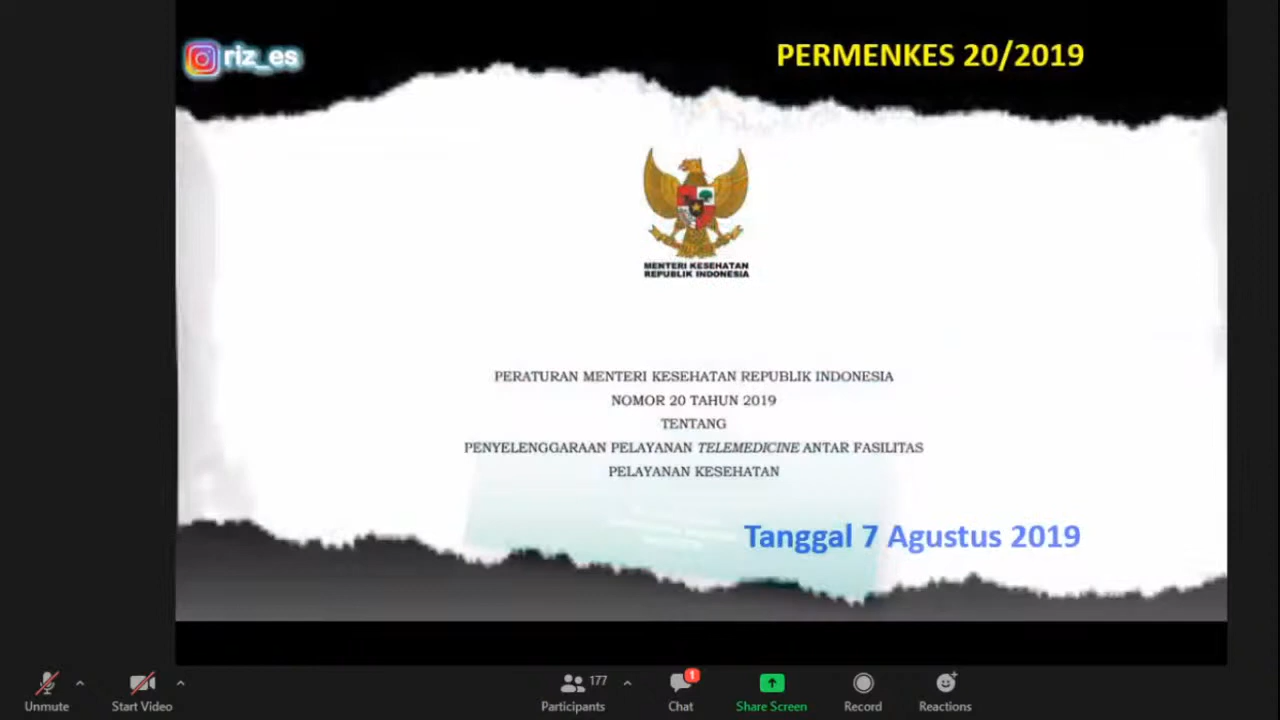 riz_es
PERMENKES 20/2019
MENTERI KESEHATAN
REPUBLIK INDONESIA
PERATURAN MENTERI KESEHATAN REPUBLIK INDONESIA
NOMOR 20 TAHUN 2019
TENTANG
PENYELENGGARAAN PELAYANAN TELEMEDICINE ANTAR FASILITAS
PELAYANAN KESEHATAN
Tanggal 7 Agustus 2019
177
1
Unmute
Start Video
Participants
Chat
Share Screen
Record
Reactions